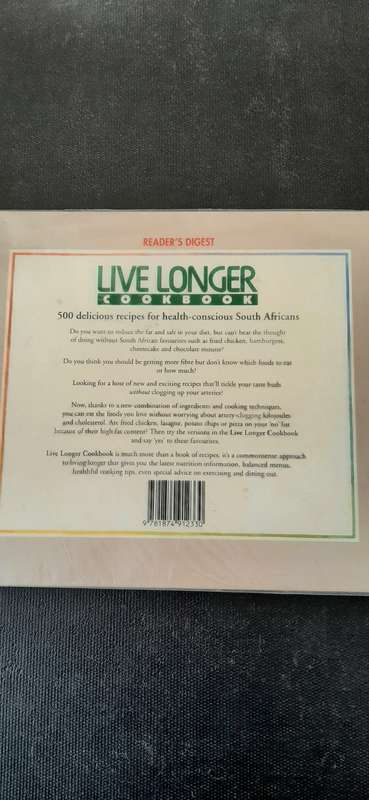 READER'S DIGEST
LIVE LONGER
COOKBOOK
500 delicious recipes for health-conscious South Africans
Do you want to reduce the fat and salt in your diet, but can't bear the thought
of doing without South African favourites such as fried chicken, hamburgers,
cheesecake and chocolate mousse?
Do you think you should be getting more fibre but don't know which foods to eat
or how much?
Looking for a host of new and exciting recipes that'll tickle your taste buds
without clogging up your arteries?
Now, thanks to a new combination of ingredients and cooking techniques,
you can eat the foods you love without worrying about artery-clogging kilojoules
and cholesterol. Are fried chicken, lasagne, potato chips or pizza on your 'no' list
because of their high fat content? Then try the versions in the Live Longer Cookbook
and say 'yes' to these favourites.
Live Longer Cookbook is much more than a book of recipes: it's a commonsense approach
to living longer that gives you the latest nutrition information, balanced menus,
healthful cooking tips, even special advice on exercising and dining out.
9 781874 912330